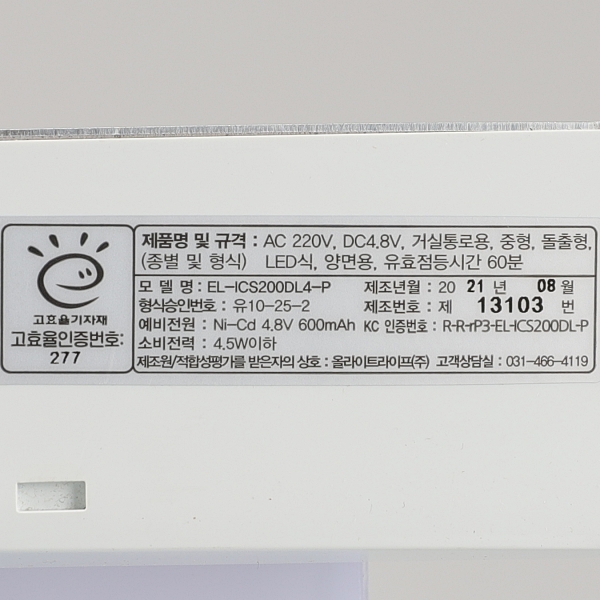 고효율기자재
고효율인증번호:
277
제품명 및 규격 : AC 220V, DC4.8V, 거실통로용, 중형, 돌출형,
(종별 및 형식) LED식, 양면용, 유효점등시간 60분
모 델 명 : EL-ICS200DL4-P 제조년월 : 20 21 년 08 월
형식승인번호 : 유10-25-2 제조번호 : 제 13103 번
예비전원 : Ni-Cd 4.8V 600mAh KC 인증번호 : R-R-rP3-EL-ICS200DL-P
소비전력 : 4.5W이하
제조원/적합성평가를 받은자의 상호 : 올라이트라이프(주) 고객상담실 : 031-466-4119